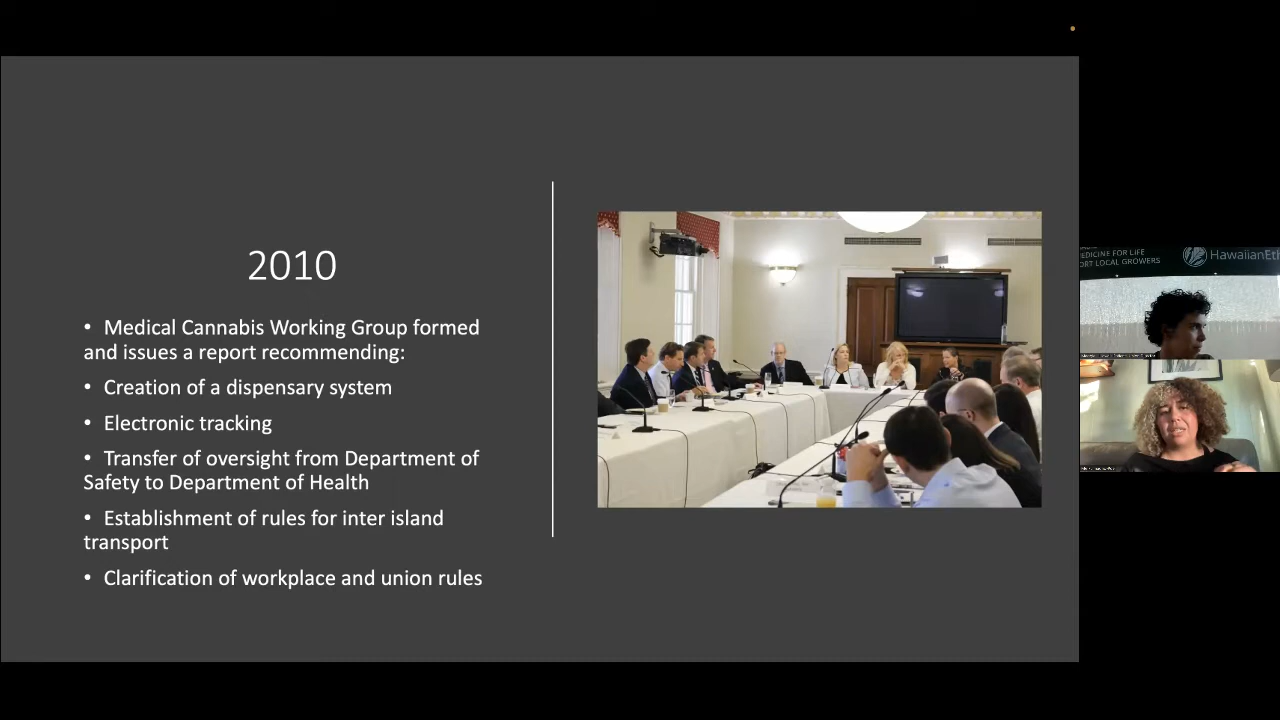 2010
• Medical Cannabis Working Group formed
and issues a report recommending:
• Creation of a dispensary system
• Electronic tracking
• Transfer of oversight from Department of
Safety to Department of Health
• Establishment of rules for inter island
transport
• Clarification of workplace and union rules
EDICINE FOR LIFE
ORT LOCAL GROWERS
HawaiianEth